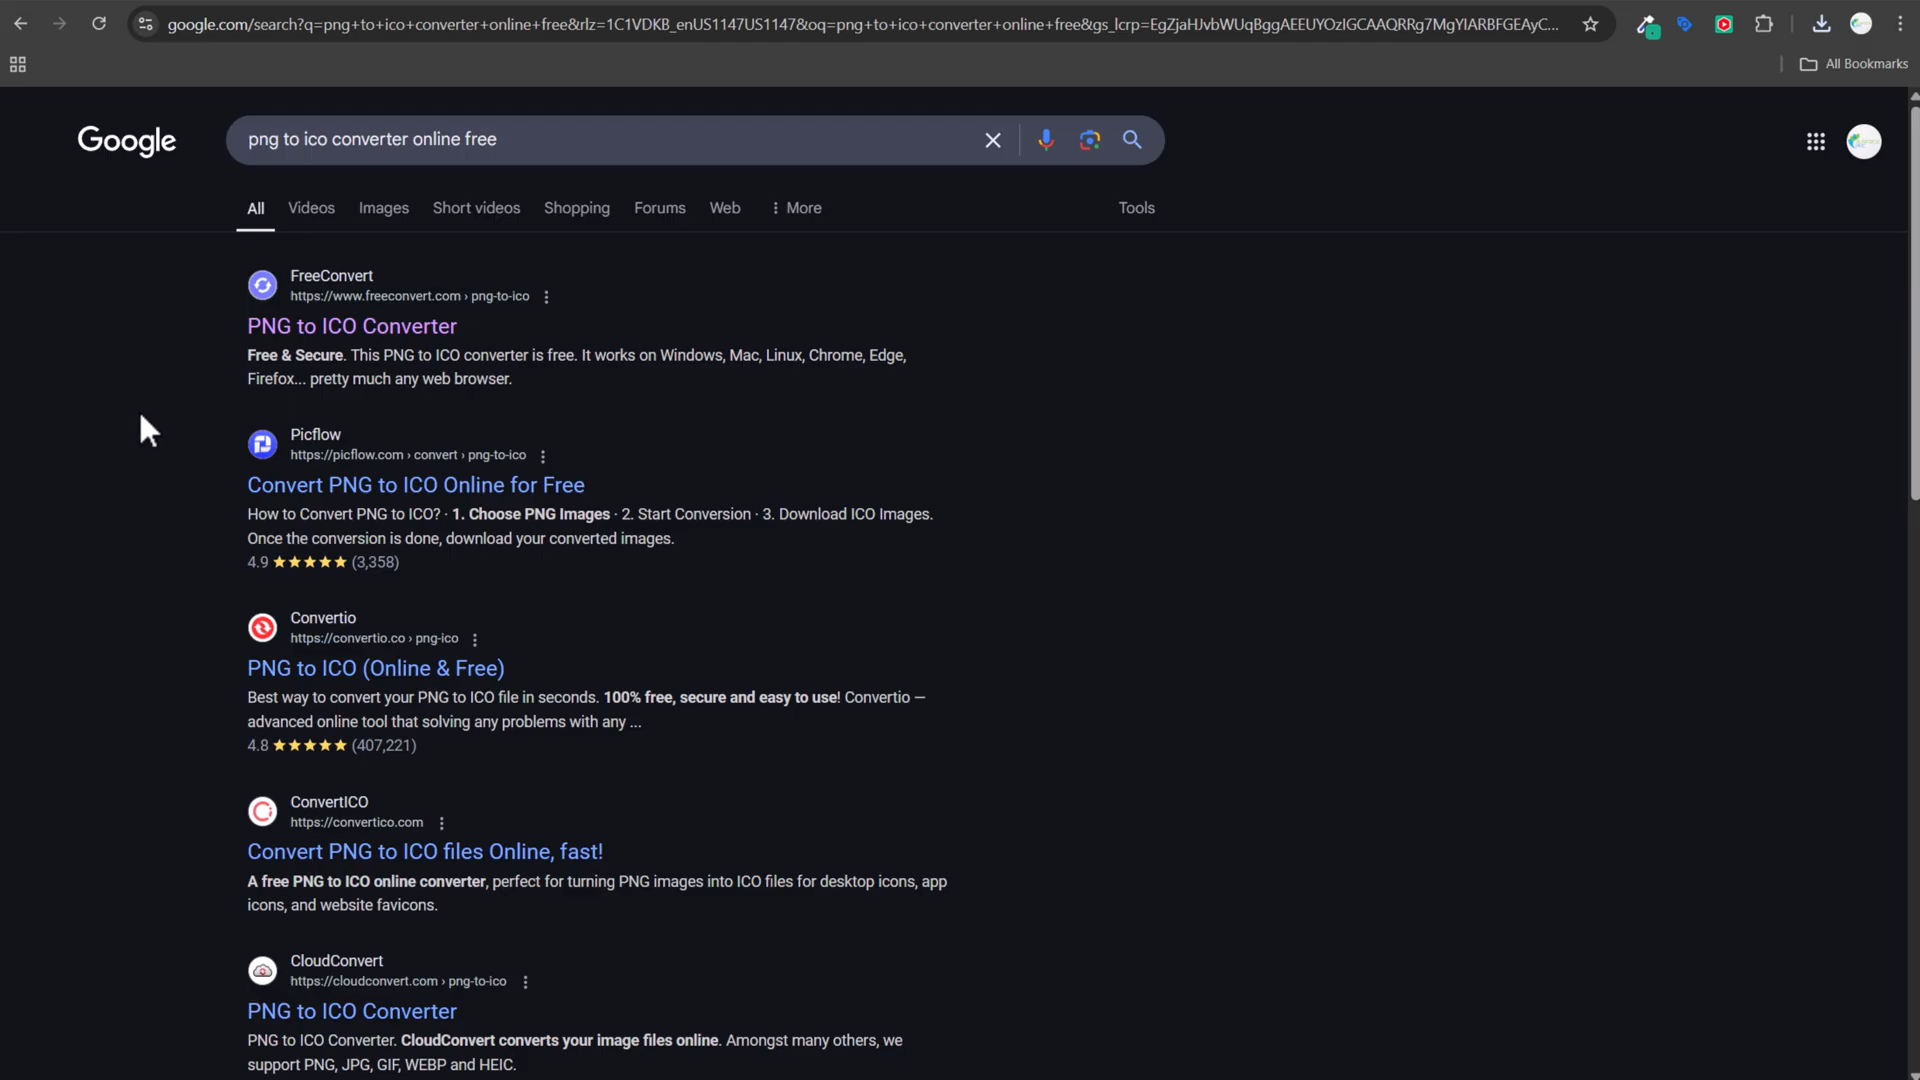 google.com/search?q=png+to+ico+converter+online+free&rlz=1C1VDKB_enUS1147US1147&oq=png+to+ico+converter+online+free&gs_lcrp=EgZjaHJvbWUqBggAEEUYOzIGCAAQRRg7MgYIARBFGEAyC...
All Bookmarks
Google
png to ico converter online free
All Videos Images Short videos Shopping Forums Web More Tools
FreeConvert
https://www.freeconvert.com › png-to-ico
PNG to ICO Converter
Free & Secure. This PNG to ICO converter is free. It works on Windows, Mac, Linux, Chrome, Edge,
Firefox... pretty much any web browser.
Picflow
https://picflow.com › convert › png-to-ico
Convert PNG to ICO Online for Free
How to Convert PNG to ICO? · 1. Choose PNG Images · 2. Start Conversion · 3. Download ICO Images.
Once the conversion is done, download your converted images.
4.9 ★★★★★ (3,358)
Convertio
https://convertio.co › png-ico
PNG to ICO (Online & Free)
Best way to convert your PNG to ICO file in seconds. 100% free, secure and easy to use! Convertio —
advanced online tool that solving any problems with any ...
4.8 ★★★★★ (407,221)
ConvertICO
https://convertico.com
Convert PNG to ICO files Online, fast!
A free PNG to ICO online converter, perfect for turning PNG images into ICO files for desktop icons, app
icons, and website favicons.
CloudConvert
https://cloudconvert.com › png-to-ico
PNG to ICO Converter
PNG to ICO Converter. CloudConvert converts your image files online. Amongst many others, we
support PNG, JPG, GIF, WEBP and HEIC.